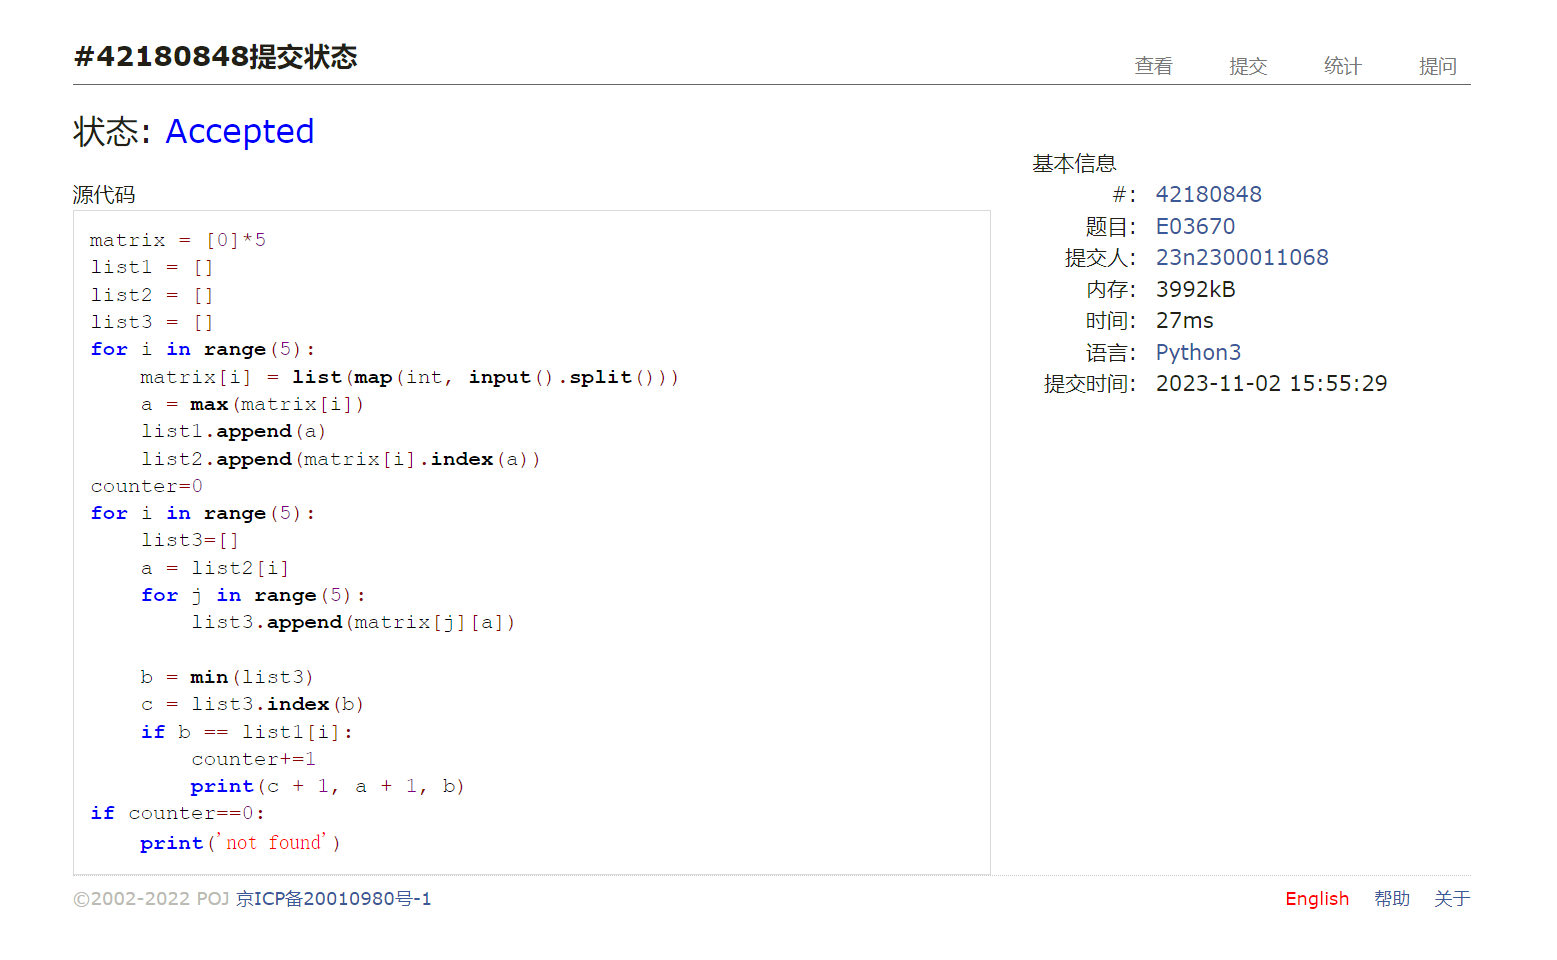 #42180848提交状态
查看 提交 统计 提问
状态: Accepted
源代码
matrix = [0]*5
list1 = []
list2 = []
list3 = []
for i in range(5):
    matrix[i] = list(map(int, input().split()))
    a = max(matrix[i])
    list1.append(a)
    list2.append(matrix[i].index(a))
counter=0
for i in range(5):
    list3=[]
    a = list2[i]
    for j in range(5):
        list3.append(matrix[j][a])

    b = min(list3)
    c = list3.index(b)
    if b == list1[i]:
        counter+=1
        print(c + 1, a + 1, b)
if counter==0:
    print('not found')
基本信息
#: 42180848
题目: E03670
提交人: 23n2300011068
内存: 3992kB
时间: 27ms
语言: Python3
提交时间: 2023-11-02 15:55:29
©2002-2022 POJ 京ICP备20010980号-1
English 帮助 关于